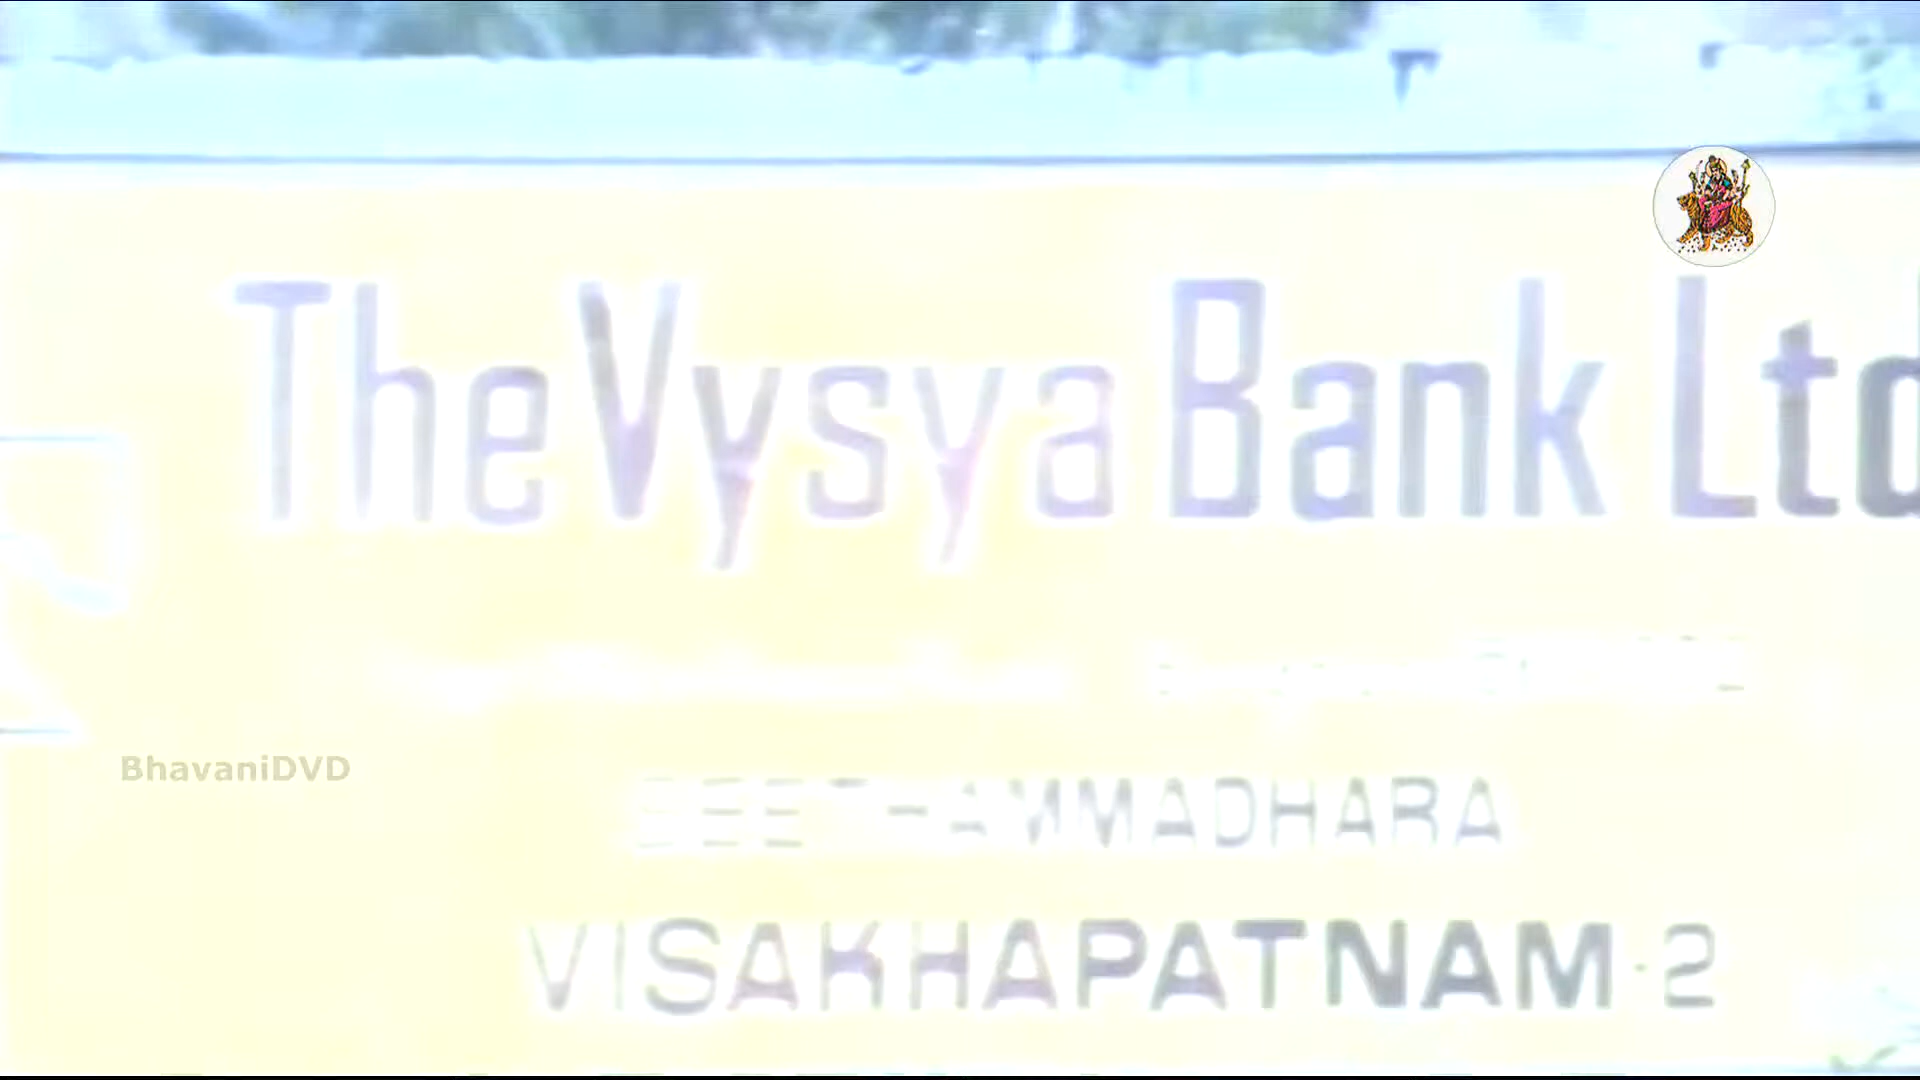 The Vysya Bank Ltd
BhavaniDVD
SEETHAMMADHARA
VISAKHAPATNAM-2